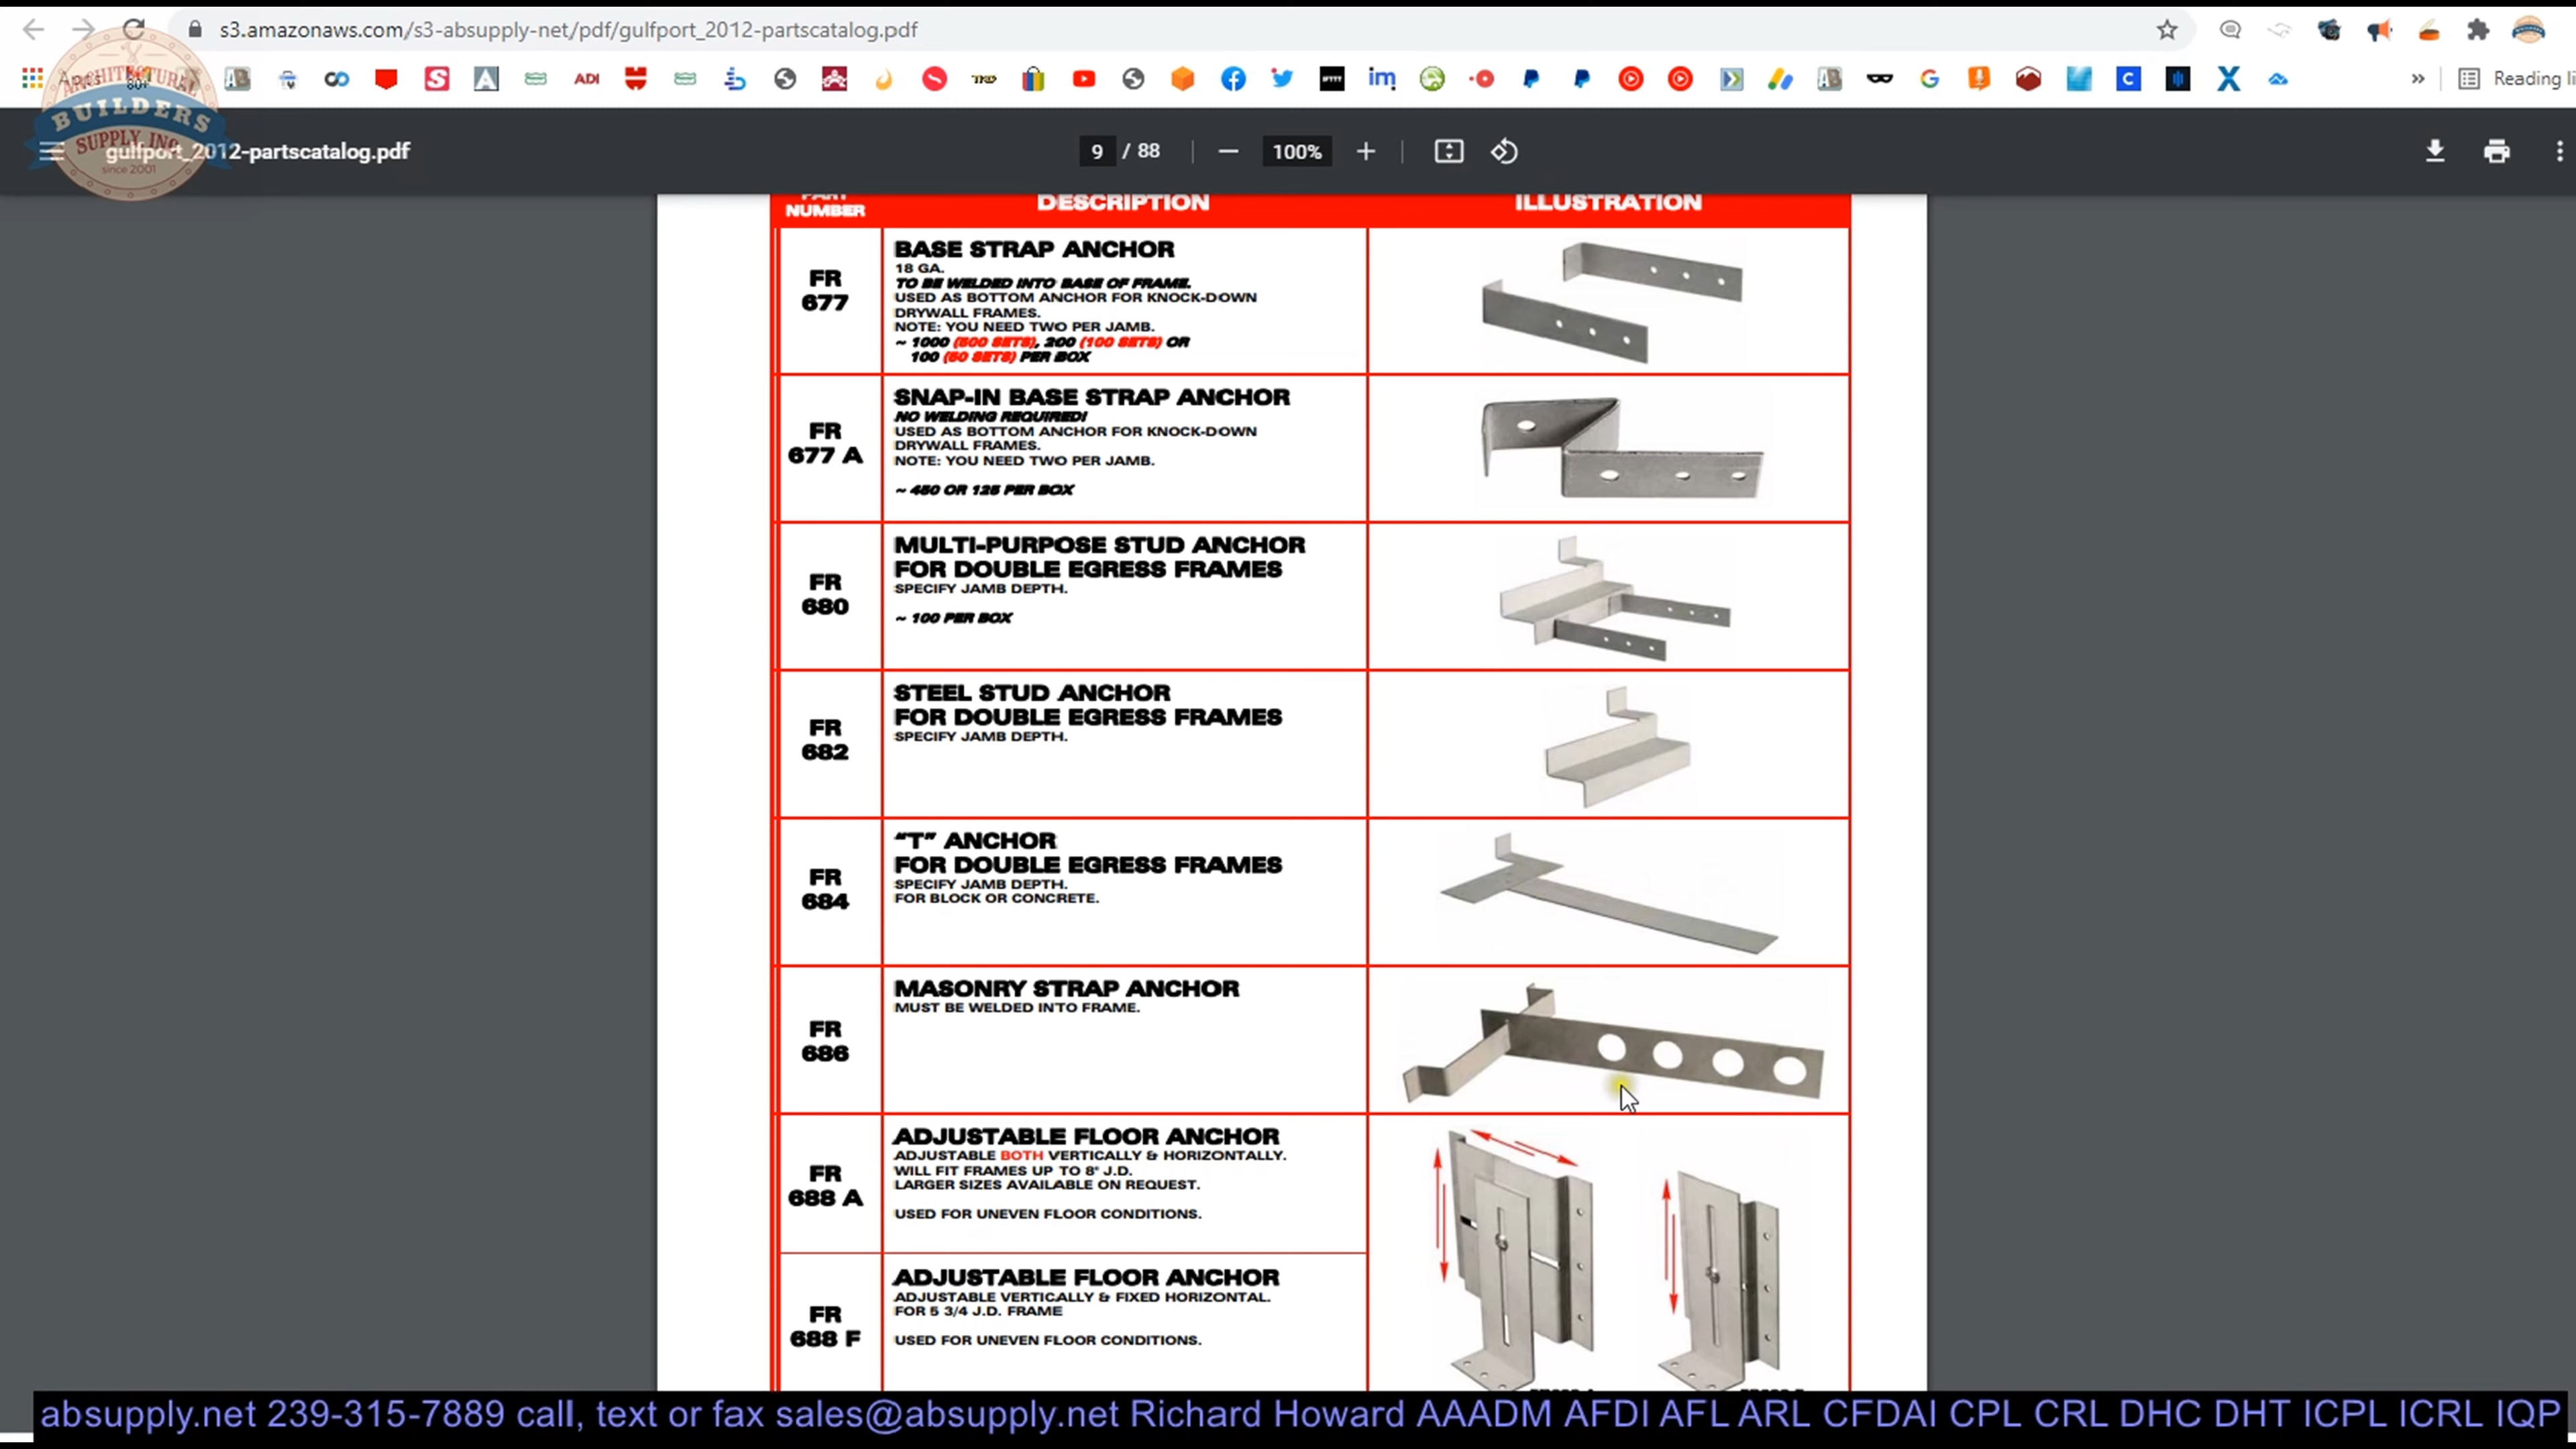 s3.amazonaws.com/s3-absupply-net/pdf/gulfport_2012-partscatalog.pdf
Reading li
ARCHITECTURAL
BUILDERS
SUPPLY INC.
since 2001
gulfport_2012-partscatalog.pdf
9 / 88
100%
PART
NUMBER
DESCRIPTION
ILLUSTRATION
FR
677
BASE STRAP ANCHOR
18 GA.
TO BE WELDED INTO BASE OF FRAME.
USED AS BOTTOM ANCHOR FOR KNOCK-DOWN
DRYWALL FRAMES.
NOTE: YOU NEED TWO PER JAMB.
~ 1000 (500 SETS), 200 (100 SETS) OR
100 (50 SETS) PER BOX
FR
677 A
SNAP-IN BASE STRAP ANCHOR
NO WELDING REQUIRED!
USED AS BOTTOM ANCHOR FOR KNOCK-DOWN
DRYWALL FRAMES.
NOTE: YOU NEED TWO PER JAMB.
~ 450 OR 125 PER BOX
FR
680
MULTI-PURPOSE STUD ANCHOR
FOR DOUBLE EGRESS FRAMES
SPECIFY JAMB DEPTH.
~ 100 PER BOX
FR
682
STEEL STUD ANCHOR
FOR DOUBLE EGRESS FRAMES
SPECIFY JAMB DEPTH.
FR
684
“T” ANCHOR
FOR DOUBLE EGRESS FRAMES
SPECIFY JAMB DEPTH.
FOR BLOCK OR CONCRETE.
FR
686
MASONRY STRAP ANCHOR
MUST BE WELDED INTO FRAME.
FR
688 A
ADJUSTABLE FLOOR ANCHOR
ADJUSTABLE BOTH VERTICALLY & HORIZONTALLY.
WILL FIT FRAMES UP TO 8" J.D.
LARGER SIZES AVAILABLE ON REQUEST.
USED FOR UNEVEN FLOOR CONDITIONS.
FR
688 F
ADJUSTABLE FLOOR ANCHOR
ADJUSTABLE VERTICALLY & FIXED HORIZONTAL.
FOR 5 3/4 J.D. FRAME
USED FOR UNEVEN FLOOR CONDITIONS.
absupply.net 239-315-7889 call, text or fax sales@absupply.net Richard Howard AAADM AFDI AFL ARL CFDAI CPL CRL DHC DHT ICPL ICRL IQP